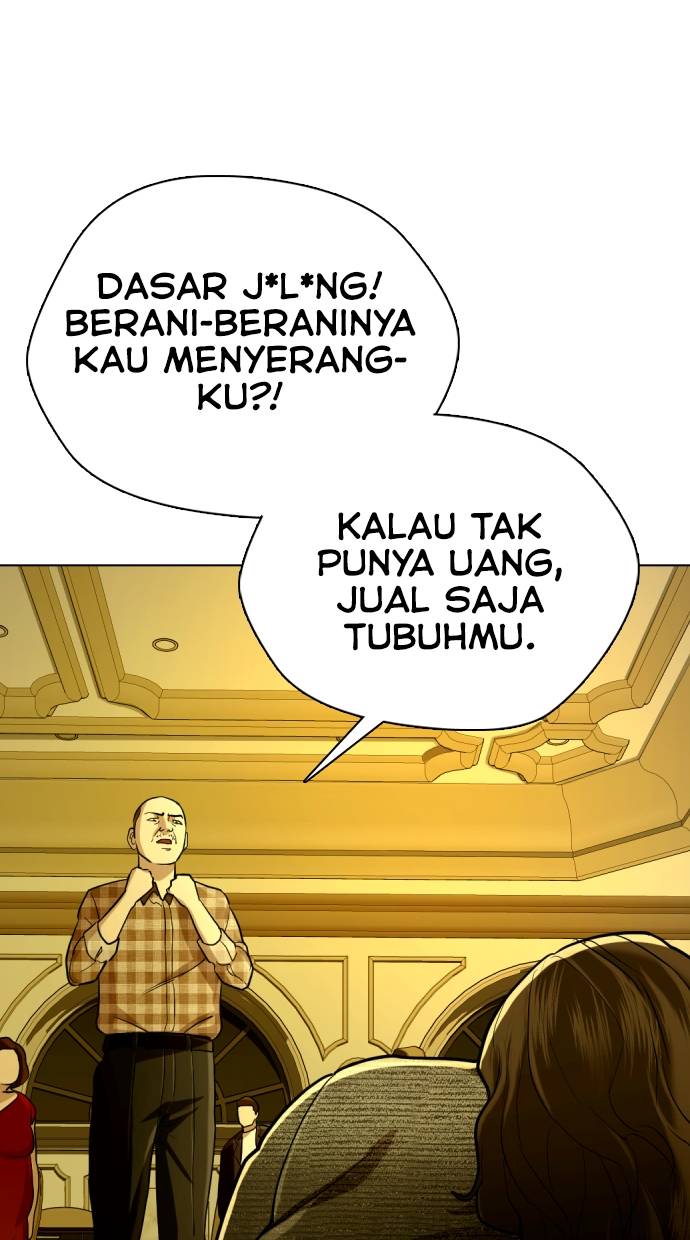 DASAR J*L*NG!
BERANI-BERANINYA
KAU MENYERANG-
KU?!
KALAU TAK
PUNYA UANG,
JUAL SAJA
TUBUHMU.